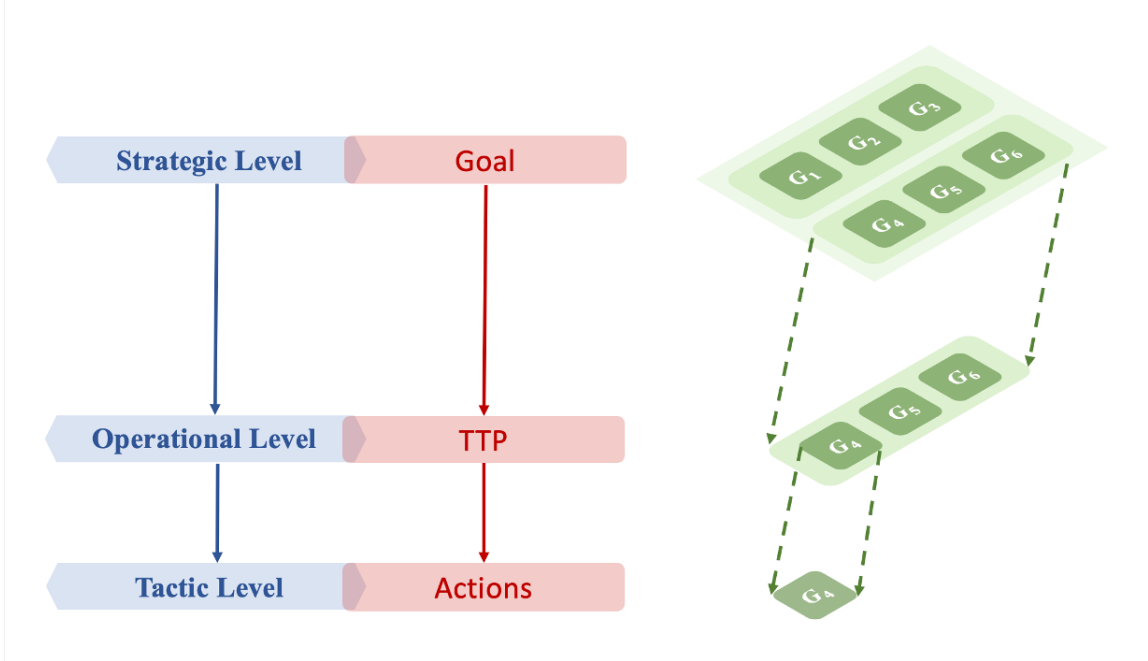 Strategic Level
Goal
Operational Level
TTP
Tactic Level
Actions
G₁
G₂
G₃
G₄
G₅
G₆
G₄
G₅
G₆
G₄